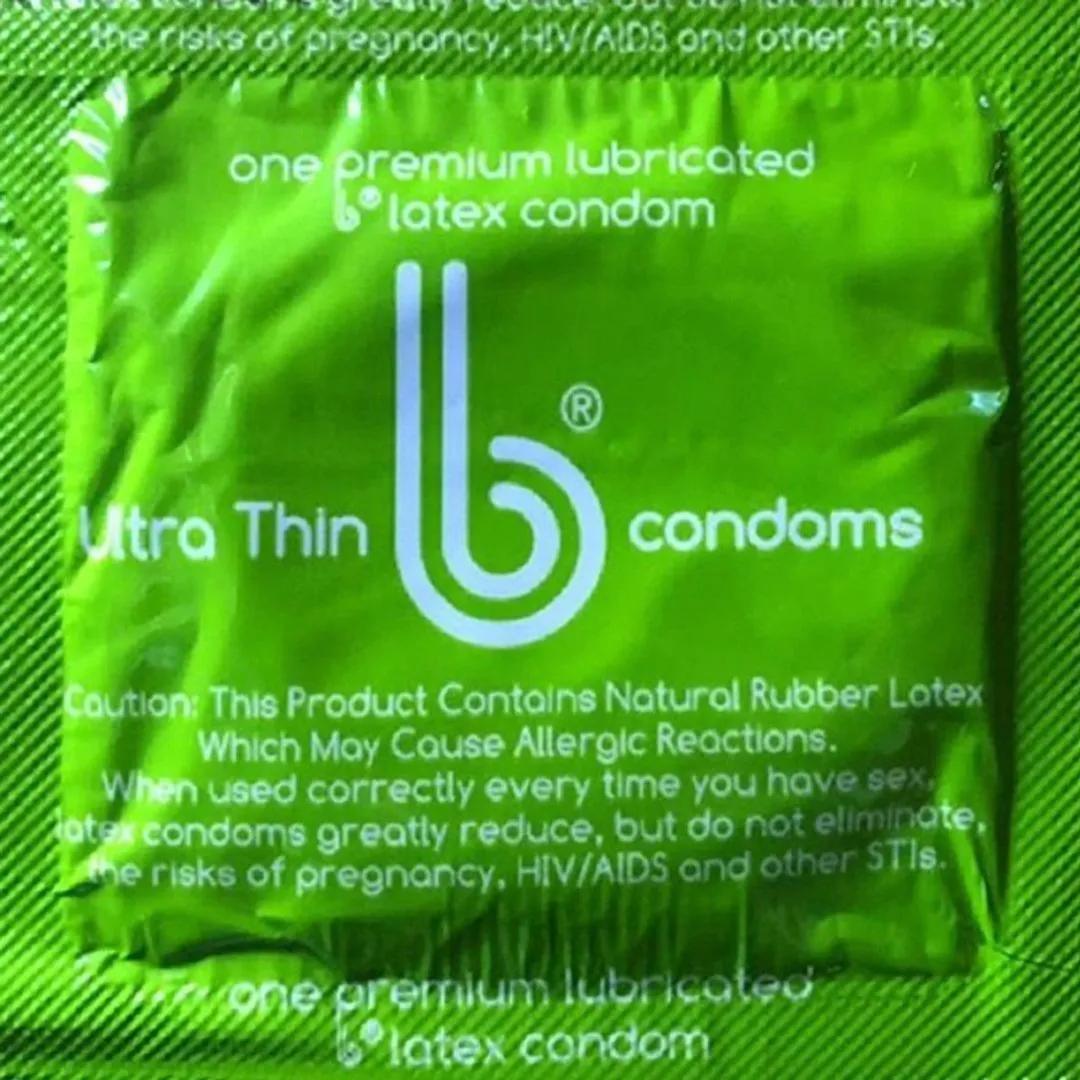 the risks of pregnancy, HIV/AIDS and other STIs.
one premium lubricated
b® latex condom
b®
Ultra Thin condoms
Caution: This Product Contains Natural Rubber Latex
Which May Cause Allergic Reactions.
When used correctly every time you have sex,
latex condoms greatly reduce, but do not eliminate,
the risks of pregnancy, HIV/AIDS and other STIs.
one premium lubricated
b® latex condom